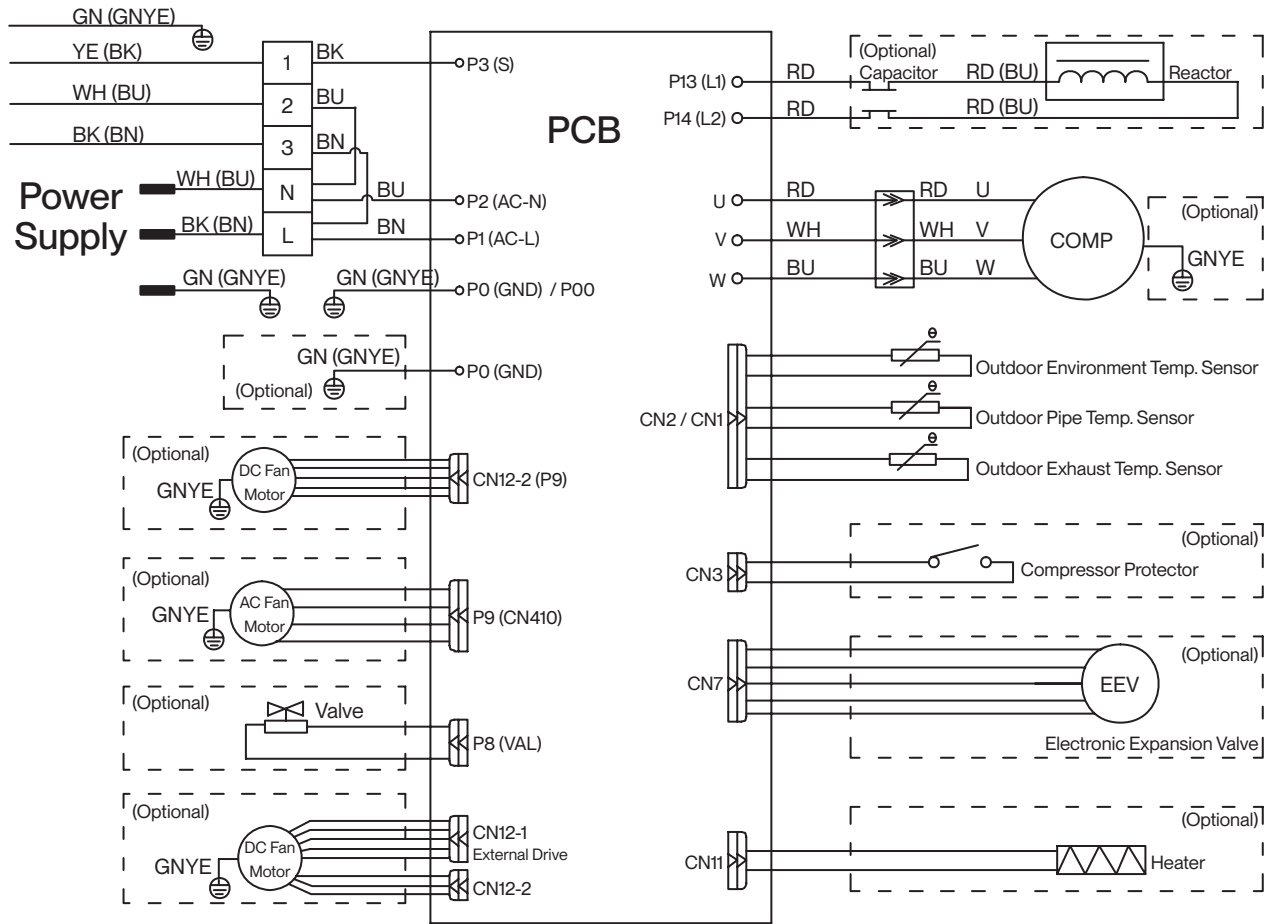 GN (GNYE)
YE (BK)
1
BK
P3 (S)
WH (BU)
2
BU
BK (BN)
3
BN
Power
Supply
WH (BU)
N
BU
P2 (AC-N)
BK (BN)
L
BN
P1 (AC-L)
GN (GNYE)
GN (GNYE)
P0 (GND) / P00
GN (GNYE)
(Optional)
P0 (GND)
(Optional)
DC Fan
Motor
GNYE
CN12-2 (P9)
(Optional)
AC Fan
Motor
GNYE
P9 (CN410)
(Optional)
Valve
P8 (VAL)
(Optional)
DC Fan
Motor
GNYE
CN12-1
External Drive
CN12-2
PCB
P13 (L1)
RD
(Optional)
Capacitor
RD (BU)
Reactor
P14 (L2)
RD
RD (BU)
U
RD
RD
U
V
WH
WH
V
W
BU
BU
W
COMP
(Optional)
GNYE
CN2 / CN1
θ
Outdoor Environment Temp. Sensor
θ
Outdoor Pipe Temp. Sensor
θ
Outdoor Exhaust Temp. Sensor
(Optional)
CN3
Compressor Protector
(Optional)
CN7
EEV
Electronic Expansion Valve
(Optional)
CN11
Heater